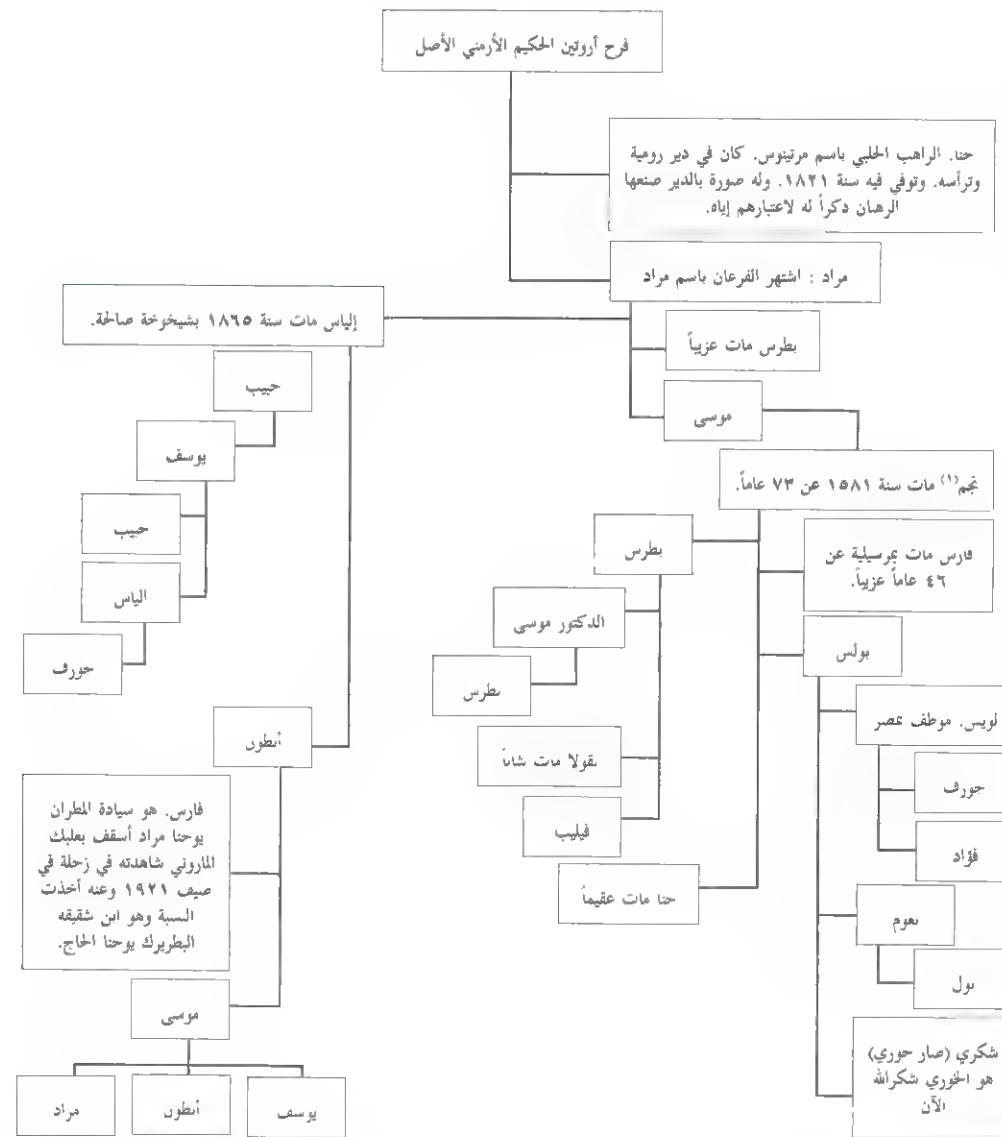 فرح أروتين الحكيم الأرمني الأصل
حنا. الراهب الحلبي باسم مرتينوس. كان في دير رومية
وترأسه. وتوفي فيه سنة ١٨٢١. وله صورة بالدير صنعها
الرهبان ذكراً له لاعتبارهم إياه.
مراد : اشتهر الفرعان باسم مراد
إلياس مات سنة ١٨٦٥ بشيخوخة صالحة.
بطرس مات عزيباً
موسى
حبيب
يوسف
حبيب
الياس
جورف
نجم(١) مات سنة ١٥٨١ عن ٧٣ عاماً.
فارس مات بمرسيلية عن
٤٦ عاماً عزيباً.
بطرس
الدكتور موسى
بطرس
نقولا مات شاباً
فيليب
حنا مات عقيماً
بولس
لويس. موظف بمصر
جورف
فؤاد
نعوم
بول
شكري (صار خوري)
هو الخوري شكرالله
الآن
أنطون
فارس. هو سيادة المطران
يوحنا مراد أسقف بعلبك
الماروني شاهدته في زحلة في
صيف ١٩٢١ وعنه أخذت
النسبة وهو ابن شقيقه
البطريرك يوحنا الحاج.
موسى
يوسف
أنطون
مراد